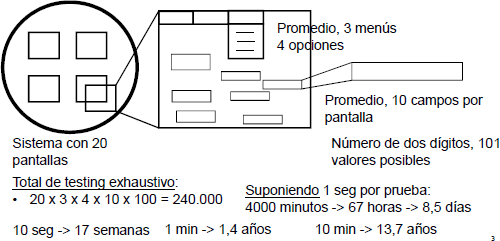 Promedio, 3 menús
4 opciones
Promedio, 10 campos por
pantalla
Sistema con 20
pantallas
Número de dos dígitos, 101
valores posibles
Total de testing exhaustivo:
• 20 x 3 x 4 x 10 x 100 = 240.000
Suponiendo 1 seg por prueba:
4000 minutos -> 67 horas -> 8,5 días
10 seg -> 17 semanas
1 min -> 1,4 años
10 min -> 13,7 años
3